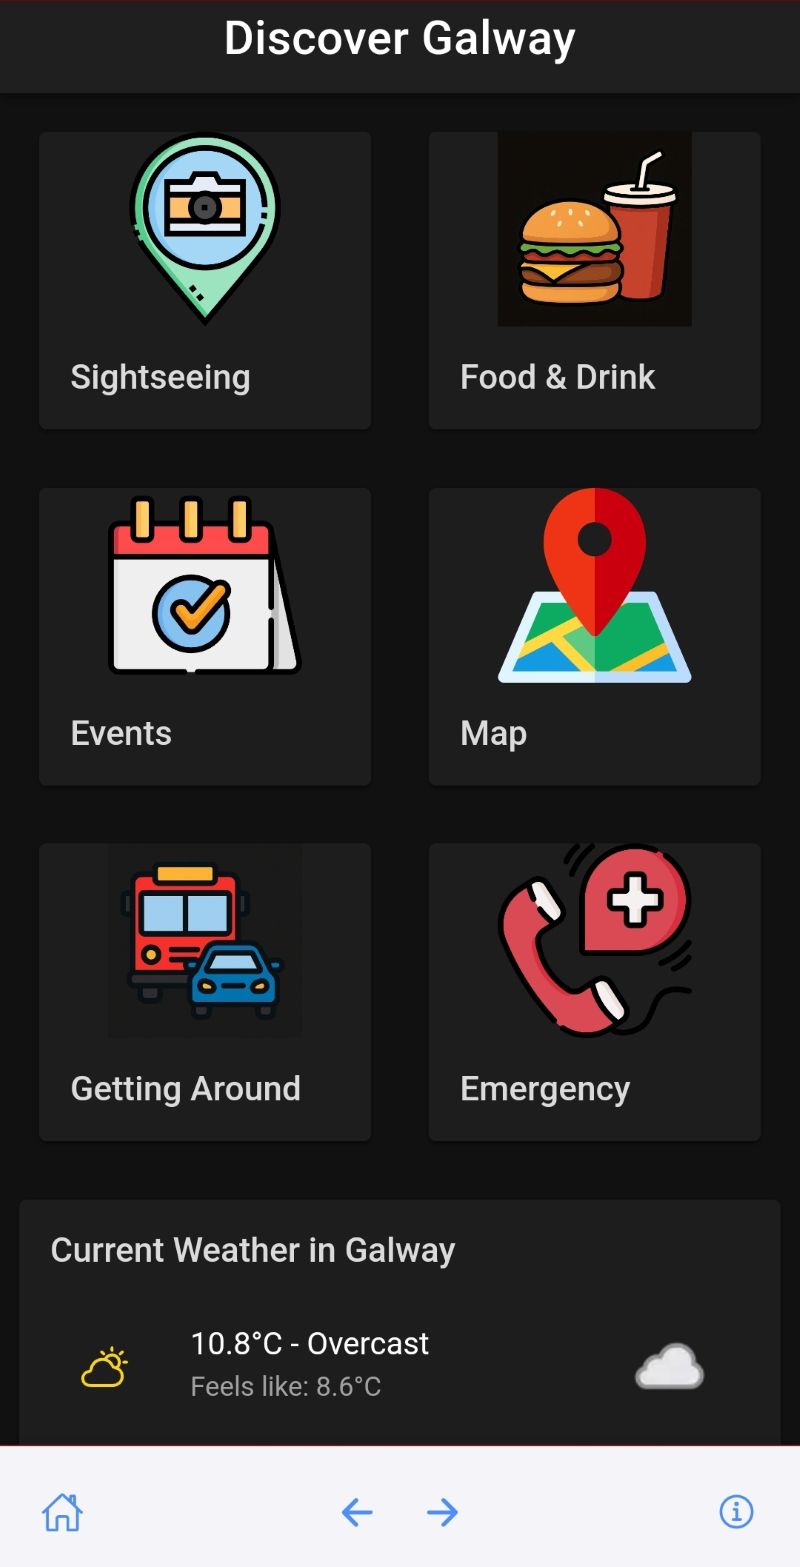 Discover Galway
Sightseeing
Food & Drink
Events
Map
Getting Around
Emergency
Current Weather in Galway
10.8°C - Overcast
Feels like: 8.6°C